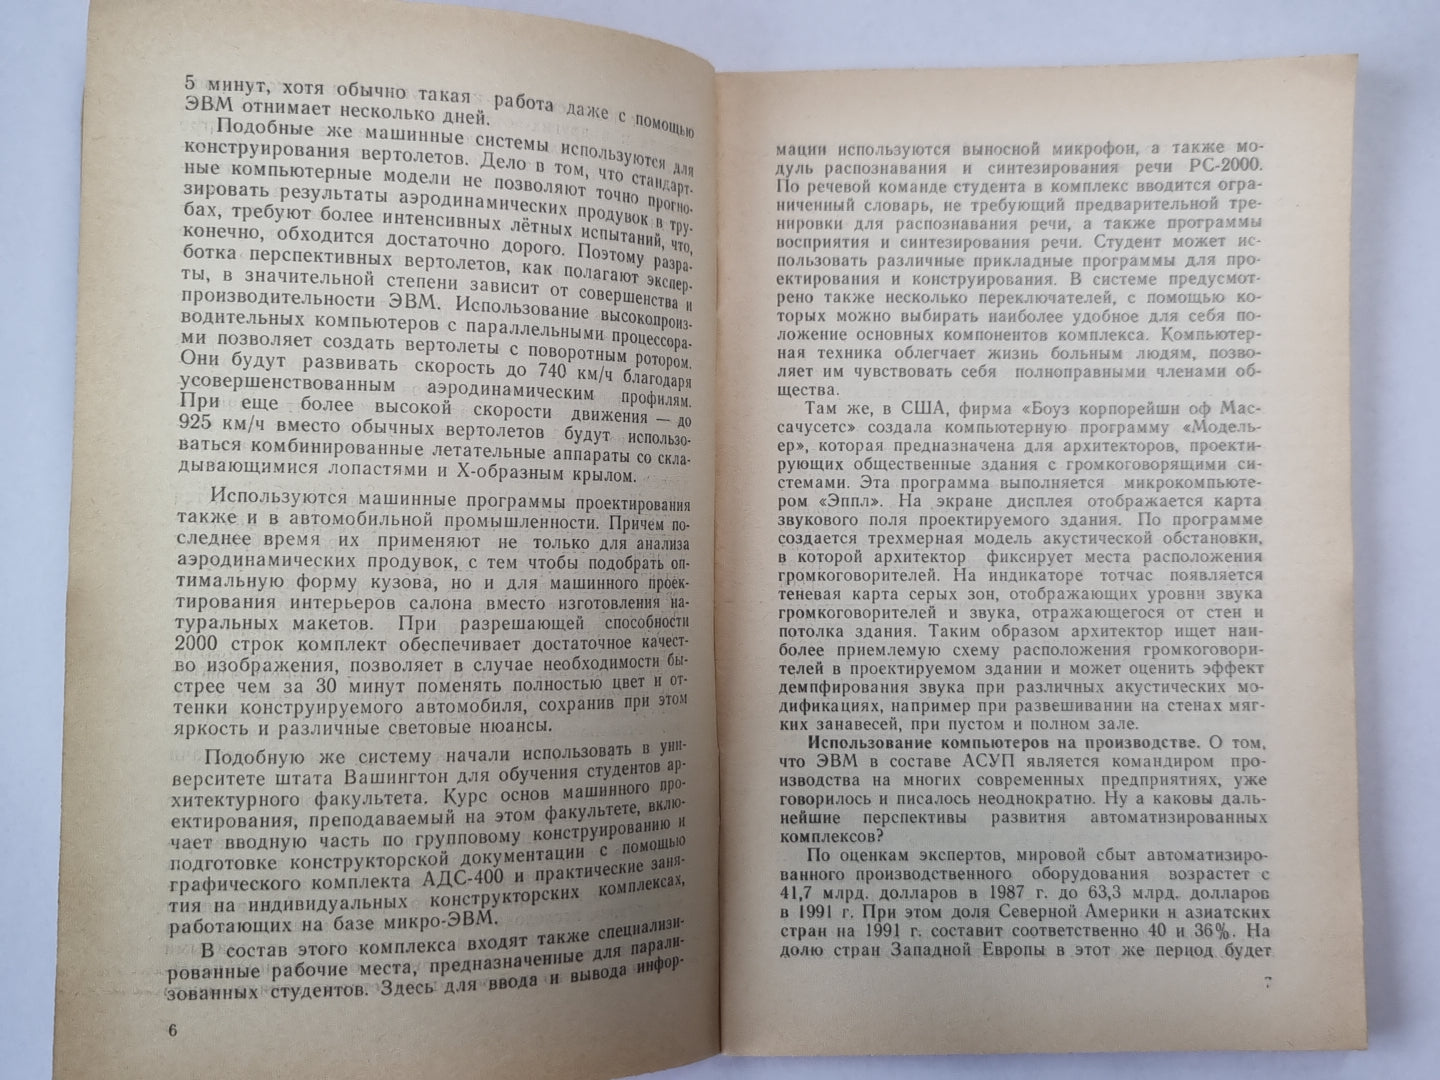 5 минут, хотя обычно такая работа даже с помощью
ЭВМ отнимает несколько дней.
Подобные же машинные системы используются для
конструирования вертолетов. Дело в том, что стандарт-
ные компьютерные модели не позволяют точно прогно-
зировать результаты аэродинамических продувок в тру-
бах, требуют более интенсивных лётных испытаний, что,
конечно, обходится достаточно дорого. Поэтому разра-
ботка перспективных вертолетов, как полагают экспер-
ты, в значительной степени зависит от совершенства и
производительности ЭВМ. Использование высокопроиз-
водительных компьютеров с параллельными процессора-
ми позволяет создать вертолеты с поворотным ротором.
Они будут развивать скорость до 740 км/ч благодаря
усовершенствованным аэродинамическим профилям.
При еще более высокой скорости движения — до
925 км/ч вместо обычных вертолетов будут использо-
ваться комбинированные летательные аппараты со скла-
дывающимися лопастями и Х-образным крылом.
Используются машинные программы проектирования
также и в автомобильной промышленности. Причем по-
следнее время их применяют не только для анализа
аэродинамических продувок, с тем чтобы подобрать оп-
тимальную форму кузова, но и для машинного проек-
тирования интерьеров салона вместо изготовления на-
туральных макетов. При разрешающей способности
2000 строк комплект обеспечивает достаточное качест-
во изображения, позволяет в случае необходимости бы-
стрее чем за 30 минут поменять полностью цвет и от-
тенки конструируемого автомобиля, сохранив при этом
яркость и различные световые нюансы.
Подобную же систему начали использовать в уни-
верситете штата Вашингтон для обучения студентов ар-
хитектурного факультета. Курс основ машинного про-
ектирования, преподаваемый на этом факультете, вклю-
чает вводную часть по групповому конструированию и
подготовке конструкторской документации с помощью
графического комплекта АДС-400 и практические заня-
тия на индивидуальных конструкторских комплексах,
работающих на базе микро-ЭВМ.
В состав этого комплекса входят также специализи-
рованные рабочие места, предназначенные для парали-
зованных студентов. Здесь для ввода и вывода инфор-
6
мации используются выносной микрофон, а также мо-
дуль распознавания и синтезирования речи РС-2000.
По речевой команде студента в комплекс вводится огра-
ниченный словарь, не требующий предварительной тре-
нировки для распознавания речи, а также программы
восприятия и синтезирования речи. Студент может ис-
пользовать различные прикладные программы для про-
ектирования и конструирования. В системе предусмот-
рено также несколько переключателей, с помощью ко-
торых можно выбирать наиболее удобное для себя по-
ложение основных компонентов комплекса. Компьютер-
ная техника облегчает жизнь больным людям, позво-
ляет им чувствовать себя полноправными членами об-
щества.
Там же, в США, фирма «Боуз корпорейшн оф Мас-
сачусетс» создала компьютерную программу «Модель-
ер», которая предназначена для архитекторов, проекти-
рующих общественные здания с громкоговорящими си-
стемами. Эта программа выполняется микрокомпьюте-
ром «Эппл». На экране дисплея отображается карта
звукового поля проектируемого здания. По программе
создается трехмерная модель акустической обстановки,
в которой архитектор фиксирует места расположения
громкоговорителей. На индикаторе тотчас появляется
теневая карта серых зон, отображающих уровни звука
громкоговорителей и звука, отражающегося от стен и
потолка здания. Таким образом архитектор ищет наи-
более приемлемую схему расположения громкоговори-
телей в проектируемом здании и может оценить эффект
демпфирования звука при различных акустических мо-
дификациях, например при развешивании на стенах мяг-
ких занавесей, при пустом и полном зале.
Использование компьютеров на производстве. О том,
что ЭВМ в составе АСУП является командиром про-
изводства на многих современных предприятиях, уже
говорилось и писалось неоднократно. Ну а каковы даль-
нейшие перспективы развития автоматизированных
комплексов?
По оценкам экспертов, мировой сбыт автоматизиро-
ванного производственного оборудования возрастет с
41,7 млрд. долларов в 1987 г. до 63,3 млрд. долларов
в 1991 г. При этом доля Северной Америки и азиатских
стран на 1991 г. составит соответственно 40 и 36%. На
долю стран Западной Европы в этот же период будет
7